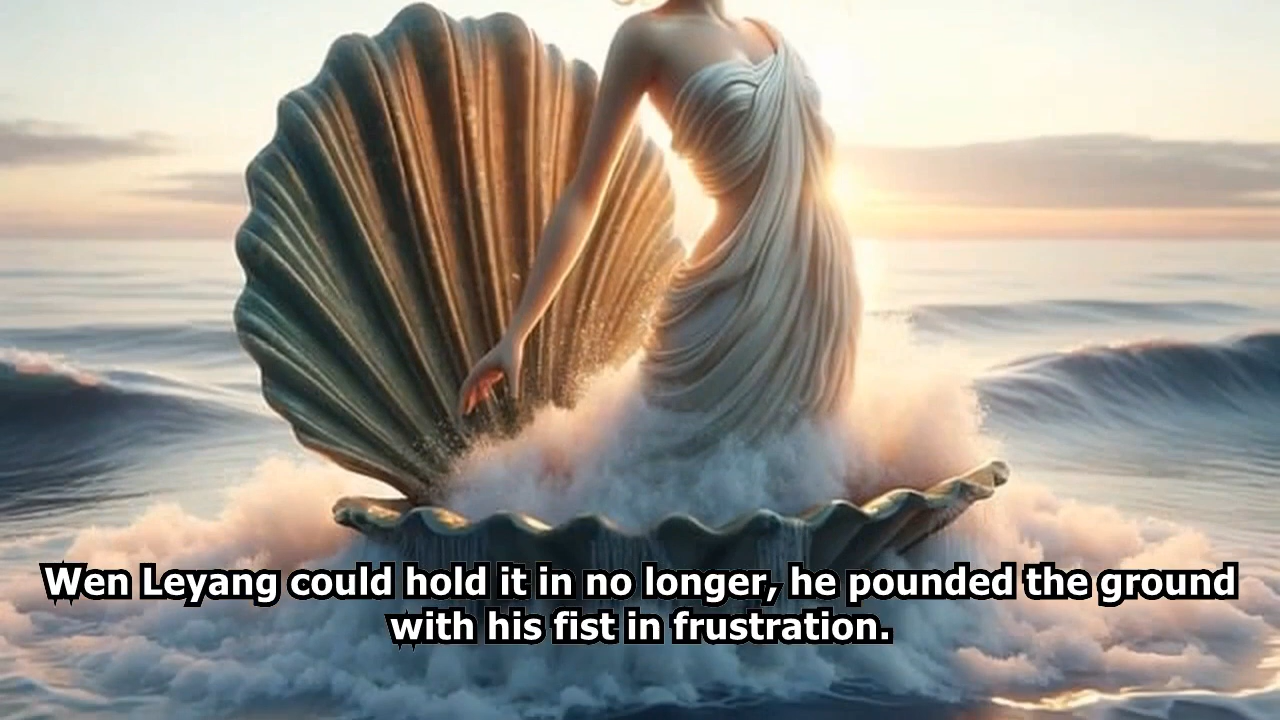 Wen Leyang could hold it in no longer, he pounded the ground
with his fist in frustration.